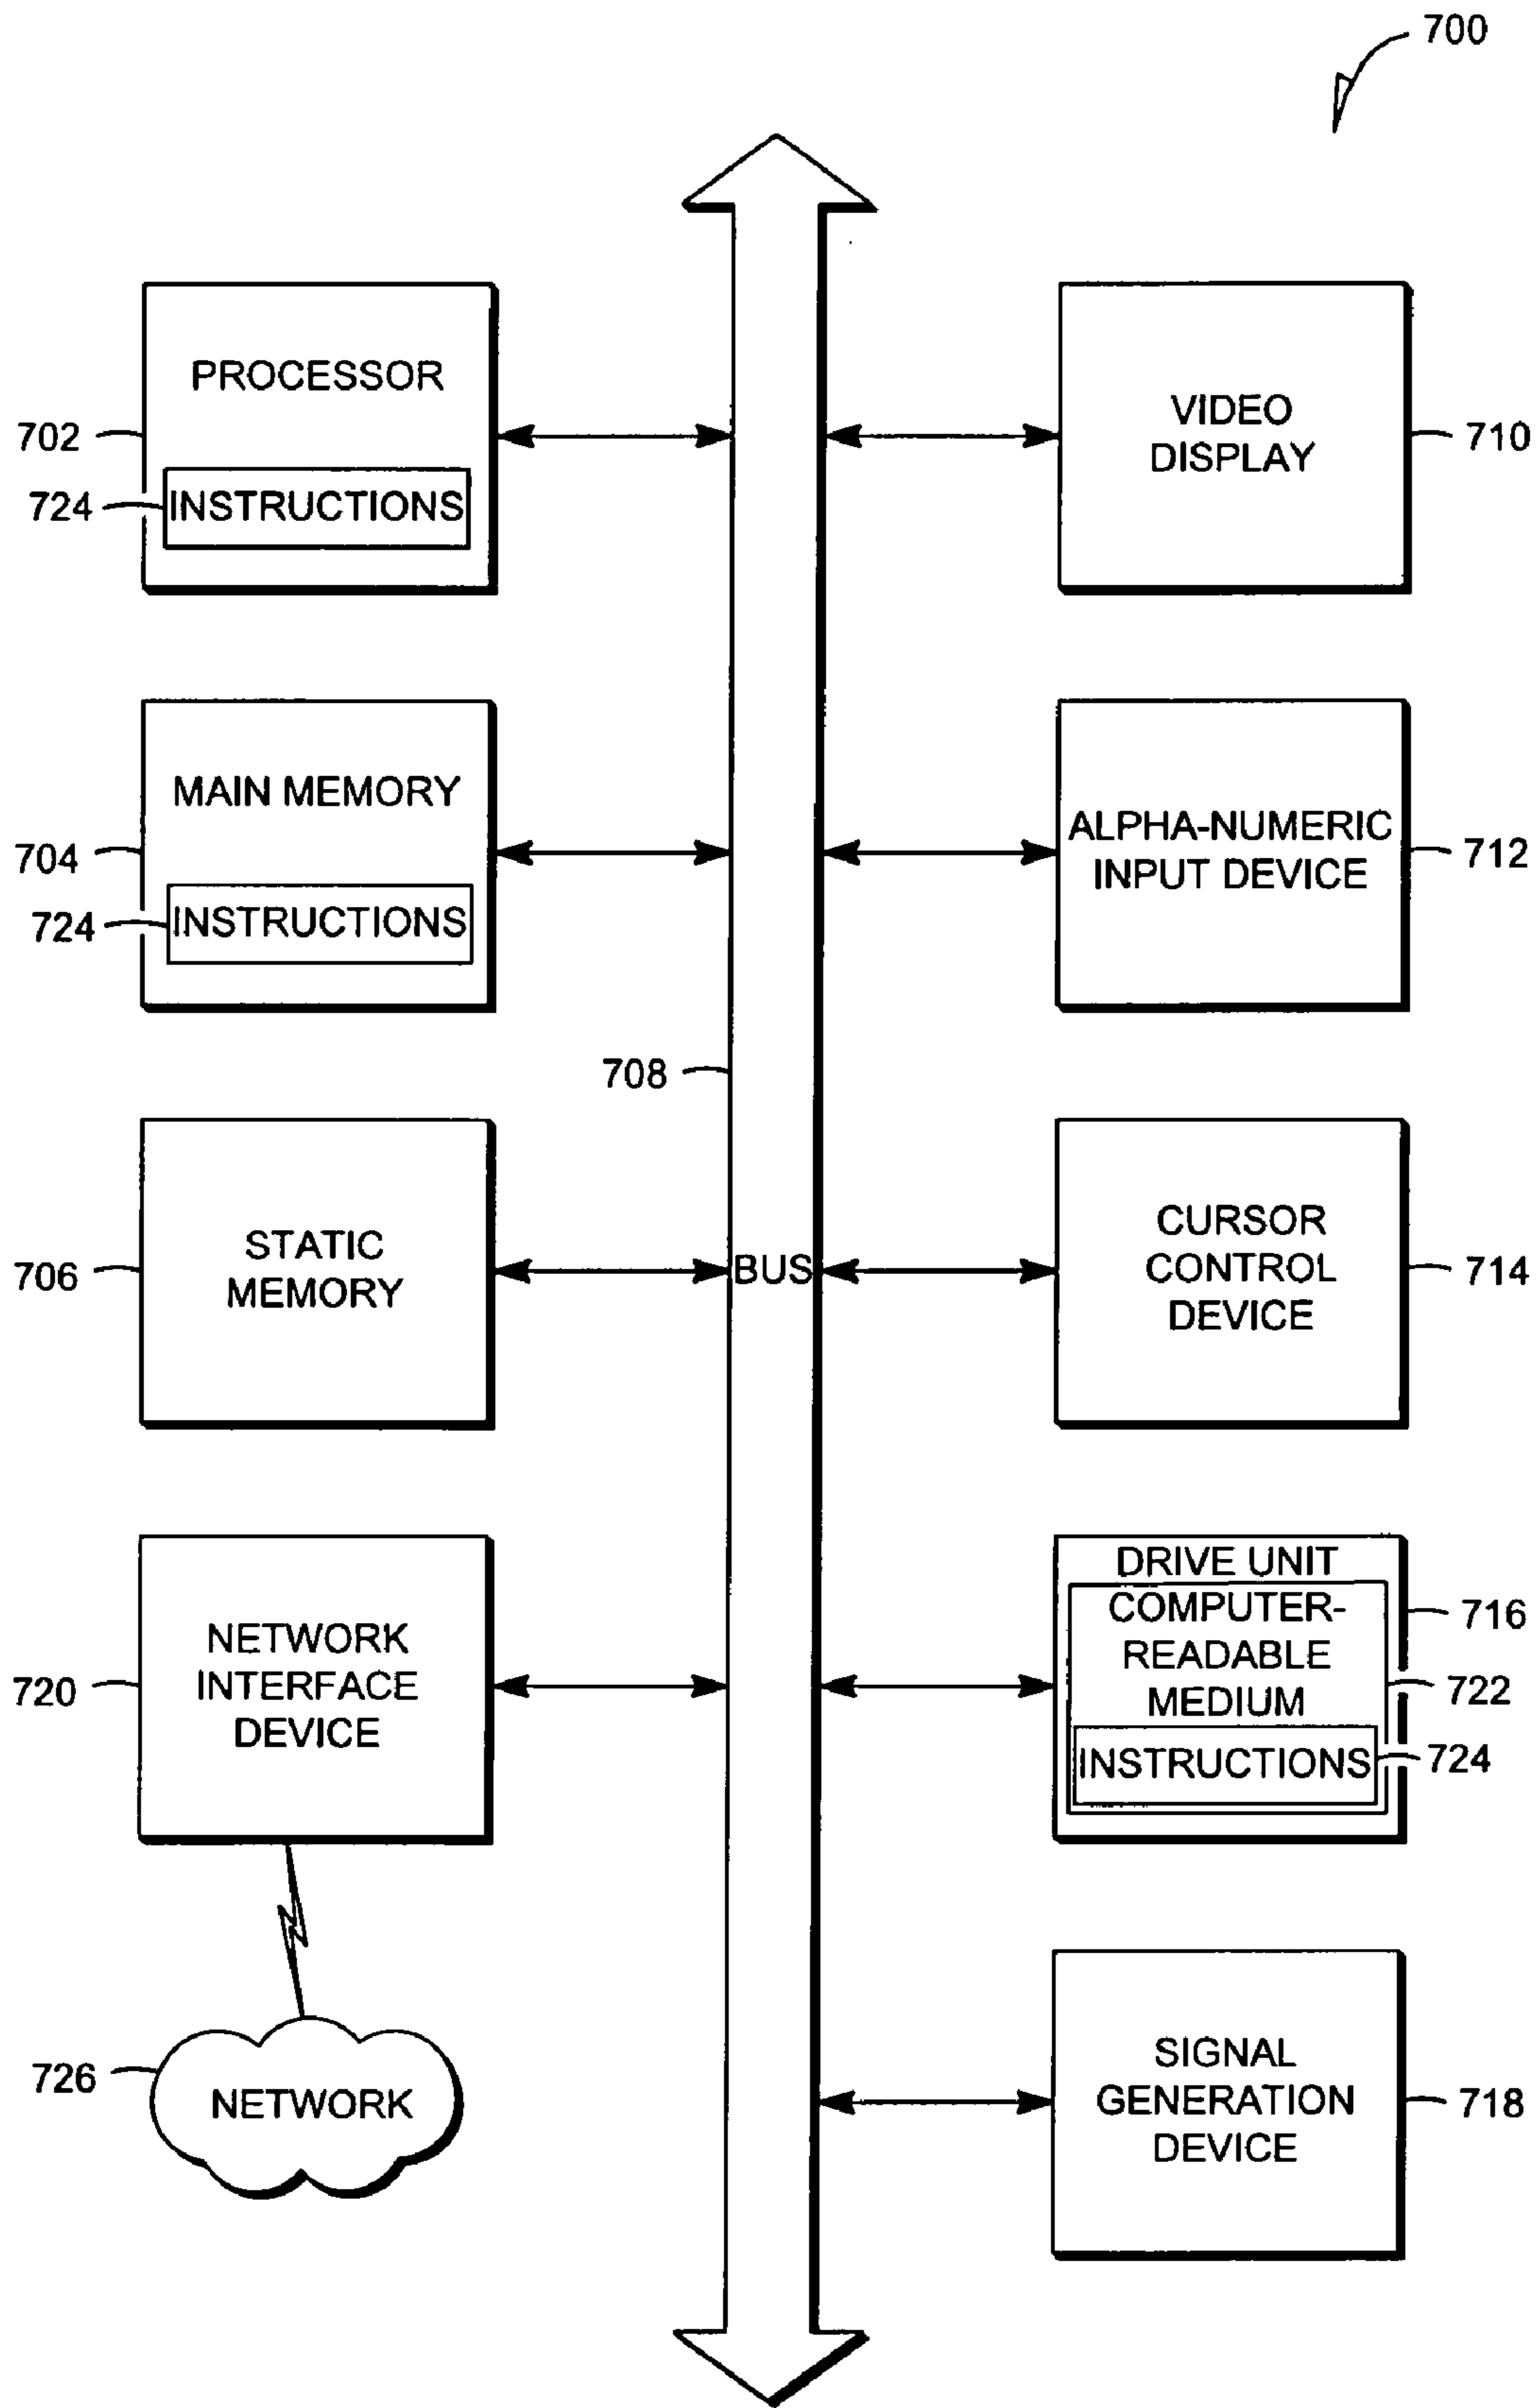 700
PROCESSOR
702
724
INSTRUCTIONS
VIDEO
DISPLAY
710
MAIN MEMORY
704
724
INSTRUCTIONS
ALPHA-NUMERIC
INPUT DEVICE
712
708
STATIC
MEMORY
706
BUS
CURSOR
CONTROL
DEVICE
714
NETWORK
INTERFACE
DEVICE
720
DRIVE UNIT
COMPUTER-
READABLE
MEDIUM
716
722
INSTRUCTIONS
724
726
NETWORK
SIGNAL
GENERATION
DEVICE
718